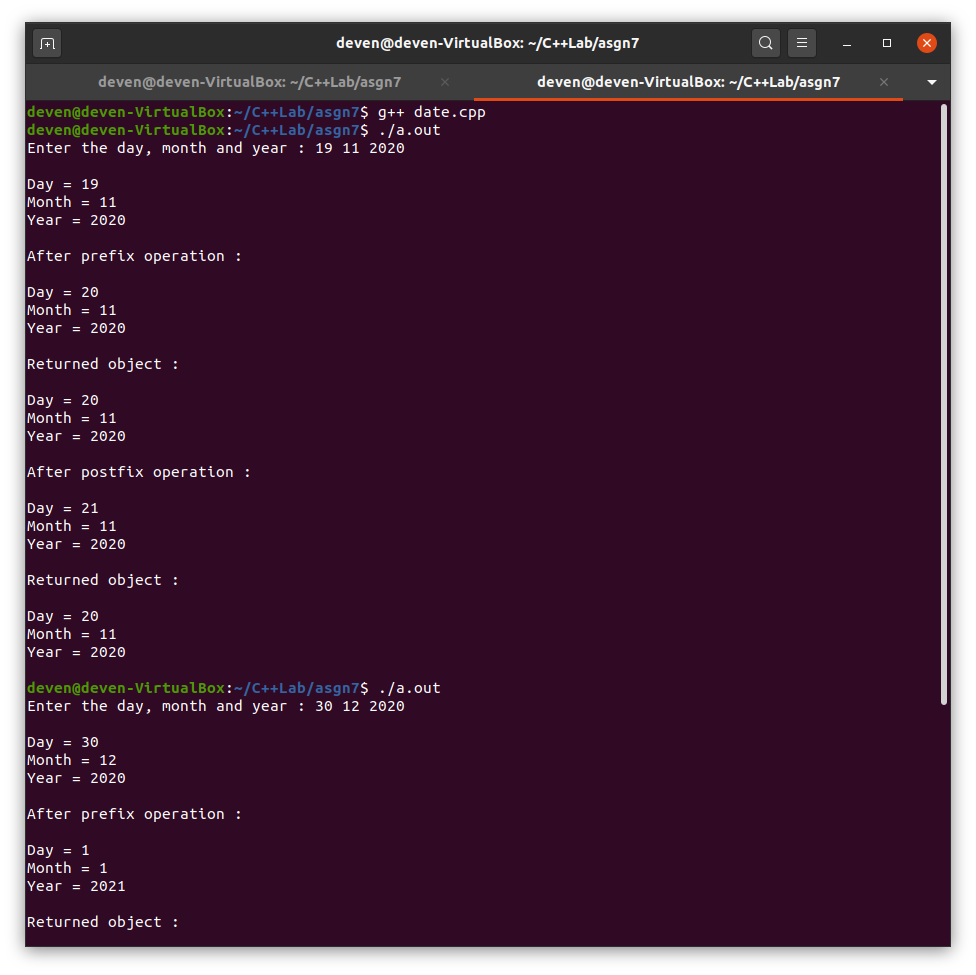 deven@deven-VirtualBox: ~/C++Lab/asgn7
deven@deven-VirtualBox: ~/C++Lab/asgn7
deven@deven-VirtualBox: ~/C++Lab/asgn7
deven@deven-VirtualBox:~/C++Lab/asgn7$ g++ date.cpp
deven@deven-VirtualBox:~/C++Lab/asgn7$ ./a.out
Enter the day, month and year : 19 11 2020
Day = 19
Month = 11
Year = 2020
After prefix operation :
Day = 20
Month = 11
Year = 2020
Returned object :
Day = 20
Month = 11
Year = 2020
After postfix operation :
Day = 21
Month = 11
Year = 2020
Returned object :
Day = 20
Month = 11
Year = 2020
deven@deven-VirtualBox:~/C++Lab/asgn7$ ./a.out
Enter the day, month and year : 30 12 2020
Day = 30
Month = 12
Year = 2020
After prefix operation :
Day = 1
Month = 1
Year = 2021
Returned object :